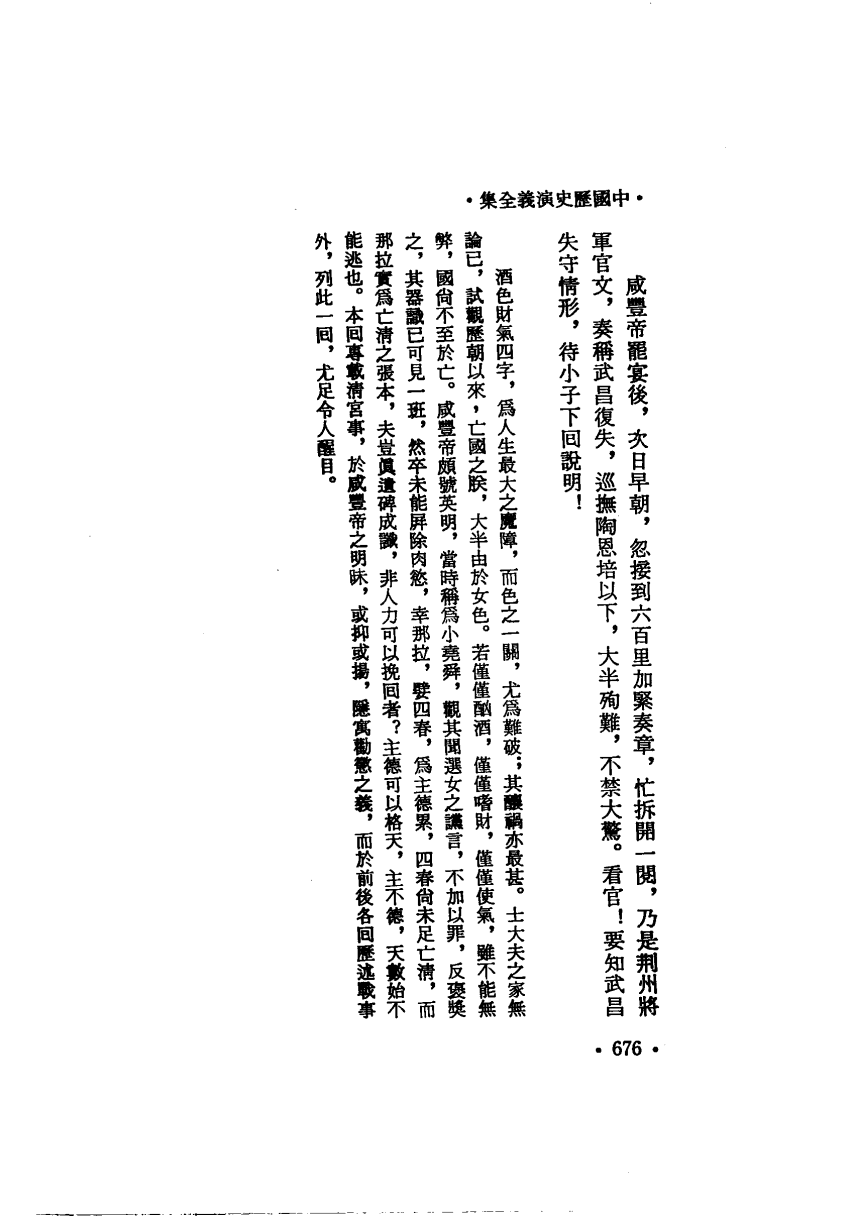 •中國歷史演義全集•
咸豐帝罷宴後，次日早朝，忽接到六百里加緊奏章，忙拆開一閱，乃是荆州將
軍官文，奏稱武昌復失，巡撫陶恩培以下，大半殉難，不禁大驚。看官！要知武昌
失守情形，待小子下回說明！
酒色財氣四字，爲人生最大之魔障，而色之一關，尤爲難破；其釀禍亦最甚。士大夫之家無
論已，試觀歷朝以來，亡國之朕，大半由於女色。若僅僅酗酒，僅僅嗜財，僅僅使氣，雖不能無
弊，國尙不至於亡。咸豐帝頗號英明，當時稱爲小堯舜，觀其聞選女之讜言，不加以罪，反褒獎
之，其器識已可見一班，然卒未能屏除肉慾，幸那拉，嬖四春，爲主德累，四春尙未足亡清，而
那拉實爲亡清之張本，夫豈眞遺碑成讖，非人力可以挽回者？主德可以格天，主不德，天數始不
能逃也。本回專載清宮事，於咸豐帝之明昧，或抑或揚，隱寓勸懲之義，而於前後各回歷述戰事
外，列此一回，尤足令人醒目。
•676•